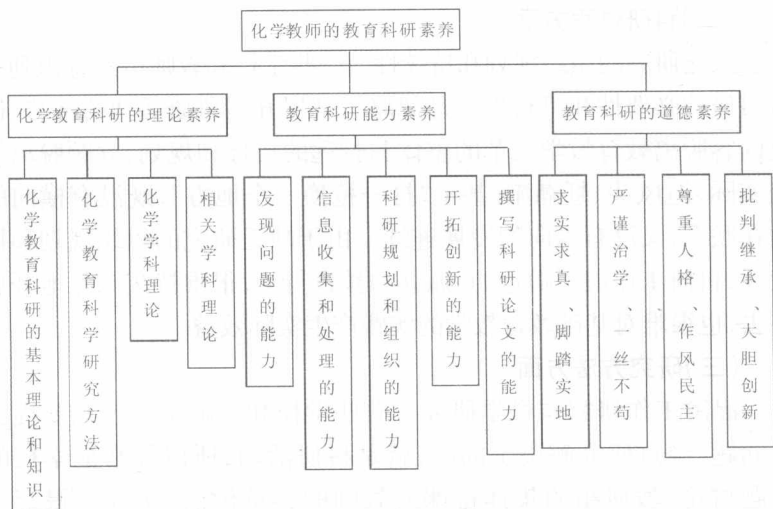 化学教师的教育科研素养
化学教育科研的理论素养
教育科研能力素养
教育科研的道德素养
化学教育科研的基本理论和知识
化学教育科学研究方法
化学学科理论
相关学科理论
发现问题的能力
信息收集和处理的能力
科研规划和组织的能力
开拓创新的能力
撰写科研论文的能力
求实求真、脚踏实地
严谨治学、一丝不苟
尊重人格、作风民主
批判继承、大胆创新